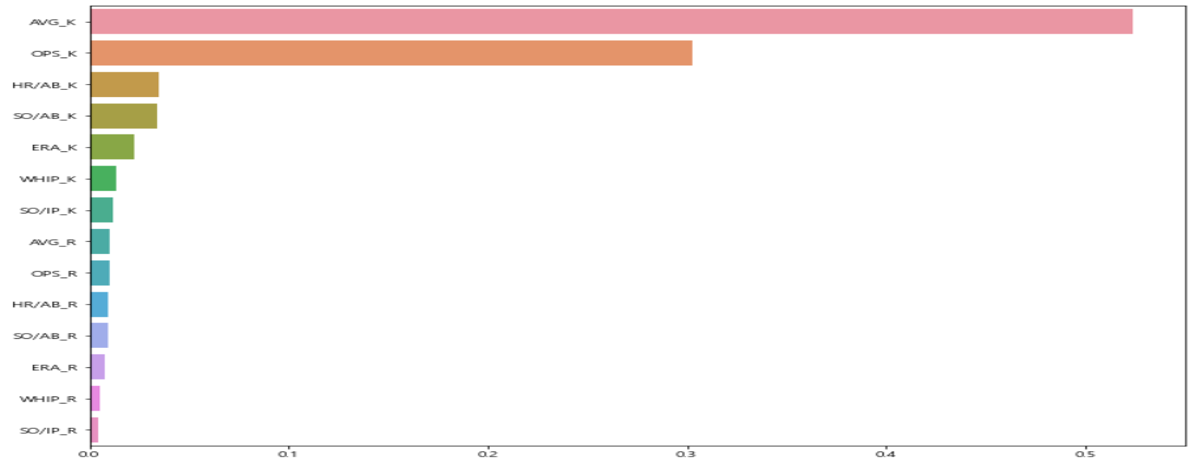 AVG_K
OPS_K
HR/AB_K
SO/AB_K
ERA_K
WHIP_K
SO/IP_K
AVG_R
OPS_R
HR/AB_R
SO/AB_R
ERA_R
WHIP_R
SO/IP_R
0.0 0.1 0.2 0.3 0.4 0.5